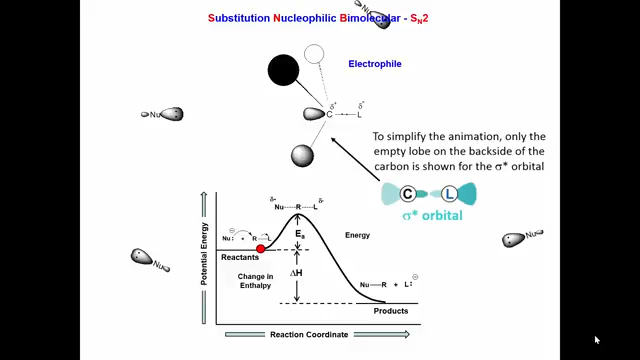 Substitution Nucleophilic Bimolecular - SN2
Nu
Electrophile
Nu
δ+
δ-
C
L
To simplify the animation, only the
empty lobe on the backside of the
carbon is shown for the σ* orbital
C
L
σ* orbital
Nu
Nu
Potential Energy
δ-
δ-
Nu
R
L
Nu: + R—L
Ea
Energy
Reactants
Change in
Enthalpy
ΔH
Nu—R + L:
Products
Reaction Coordinate